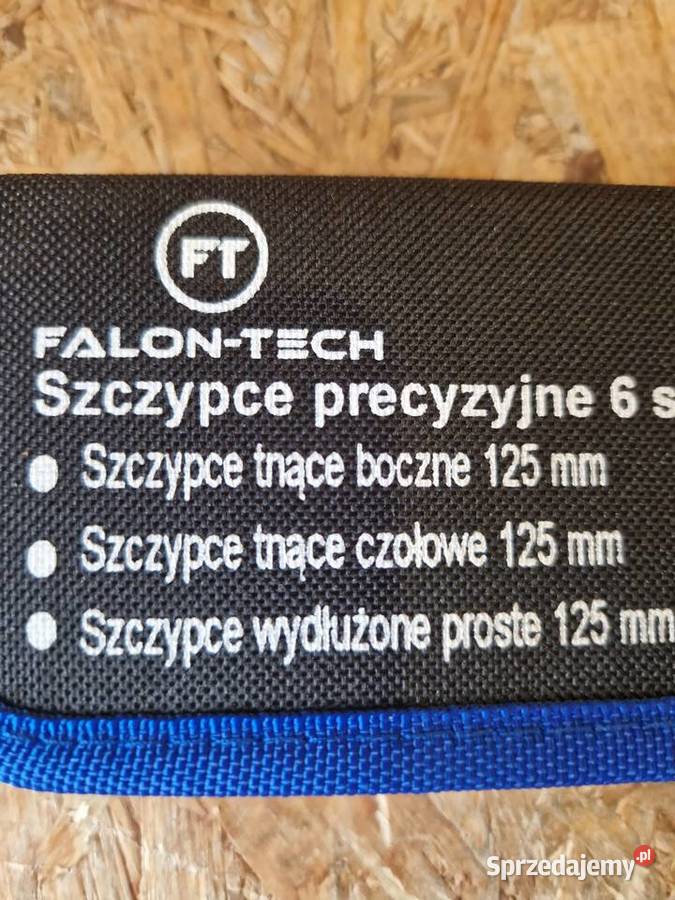 FT
FALON-TECH
Szczypce precyzyjne 6 s
Szczypce tnące boczne 125 mm
Szczypce tnące czołowe 125 mm
Szczypce wydłużone proste 125 mm
Sprzedajemy.pl